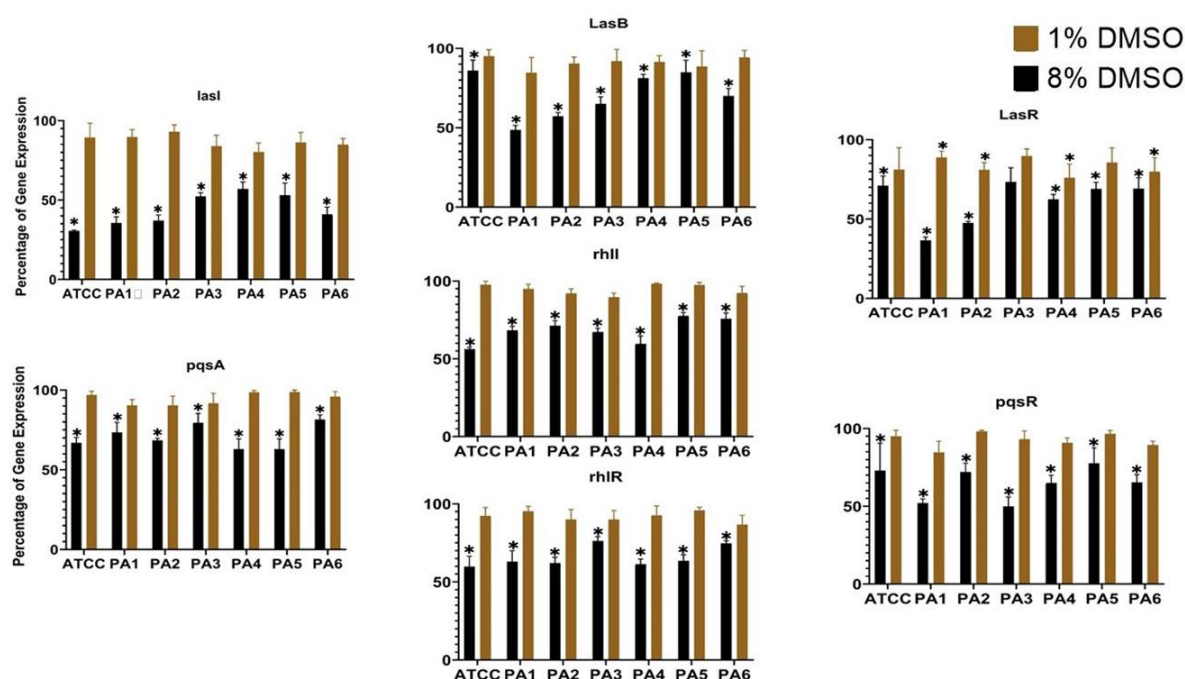 1% DMSO
8% DMSO
lasI
Percentage of Gene Expression
100
50
0
* * * * * * *
ATCC PA1□ PA2 PA3 PA4 PA5 PA6
pqsA
Percentage of Gene Expression
100
50
0
* * * * * * *
ATCC PA1 PA2 PA3 PA4 PA5 PA6
LasB
100
50
0
* * * * * * *
ATCC PA1 PA2 PA3 PA4 PA5 PA6
rhlI
100
50
0
* * * * * * *
ATCC PA1 PA2 PA3 PA4 PA5 PA6
rhlR
100
50
0
* * * * * * *
ATCC PA1 PA2 PA3 PA4 PA5 PA6
LasR
100
50
0
* * * * * * * * * *
ATCC PA1 PA2 PA3 PA4 PA5 PA6
pqsR
100
50
0
* * * * * * *
ATCC PA1 PA2 PA3 PA4 PA5 PA6